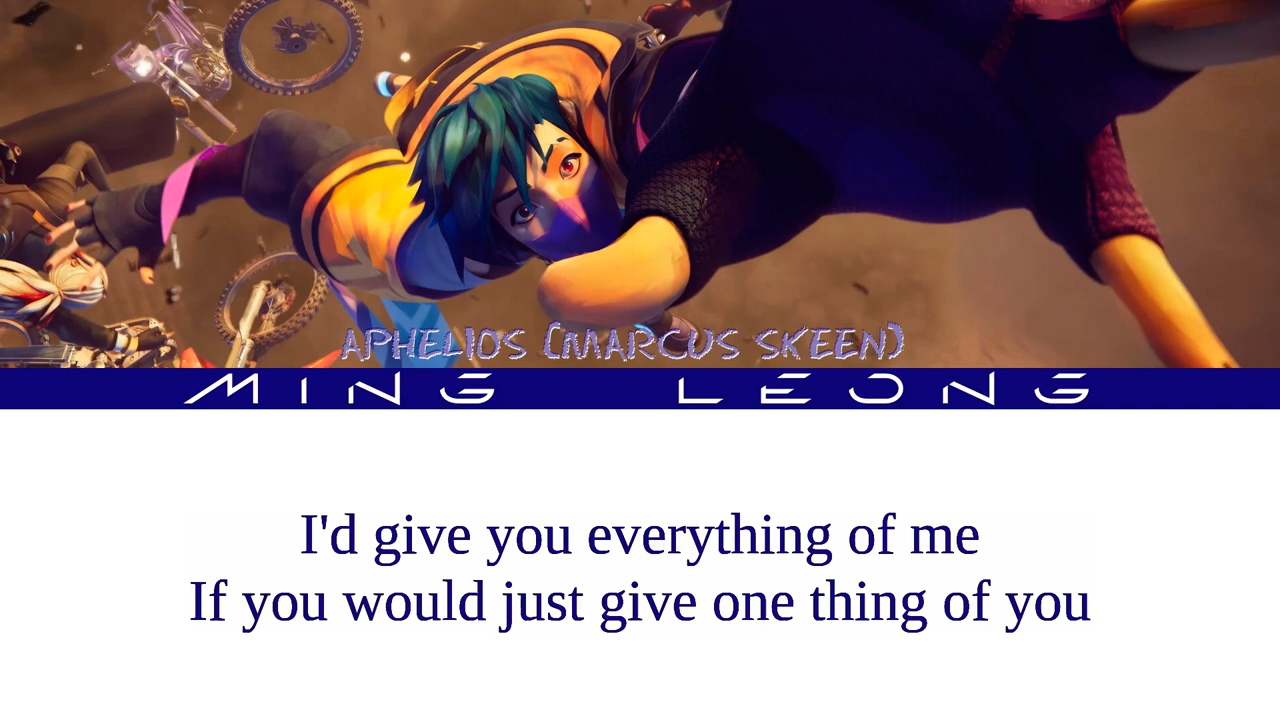 APHELIOS (MARCUS SKEEN)
MING LEONG
I'd give you everything of me
If you would just give one thing of you